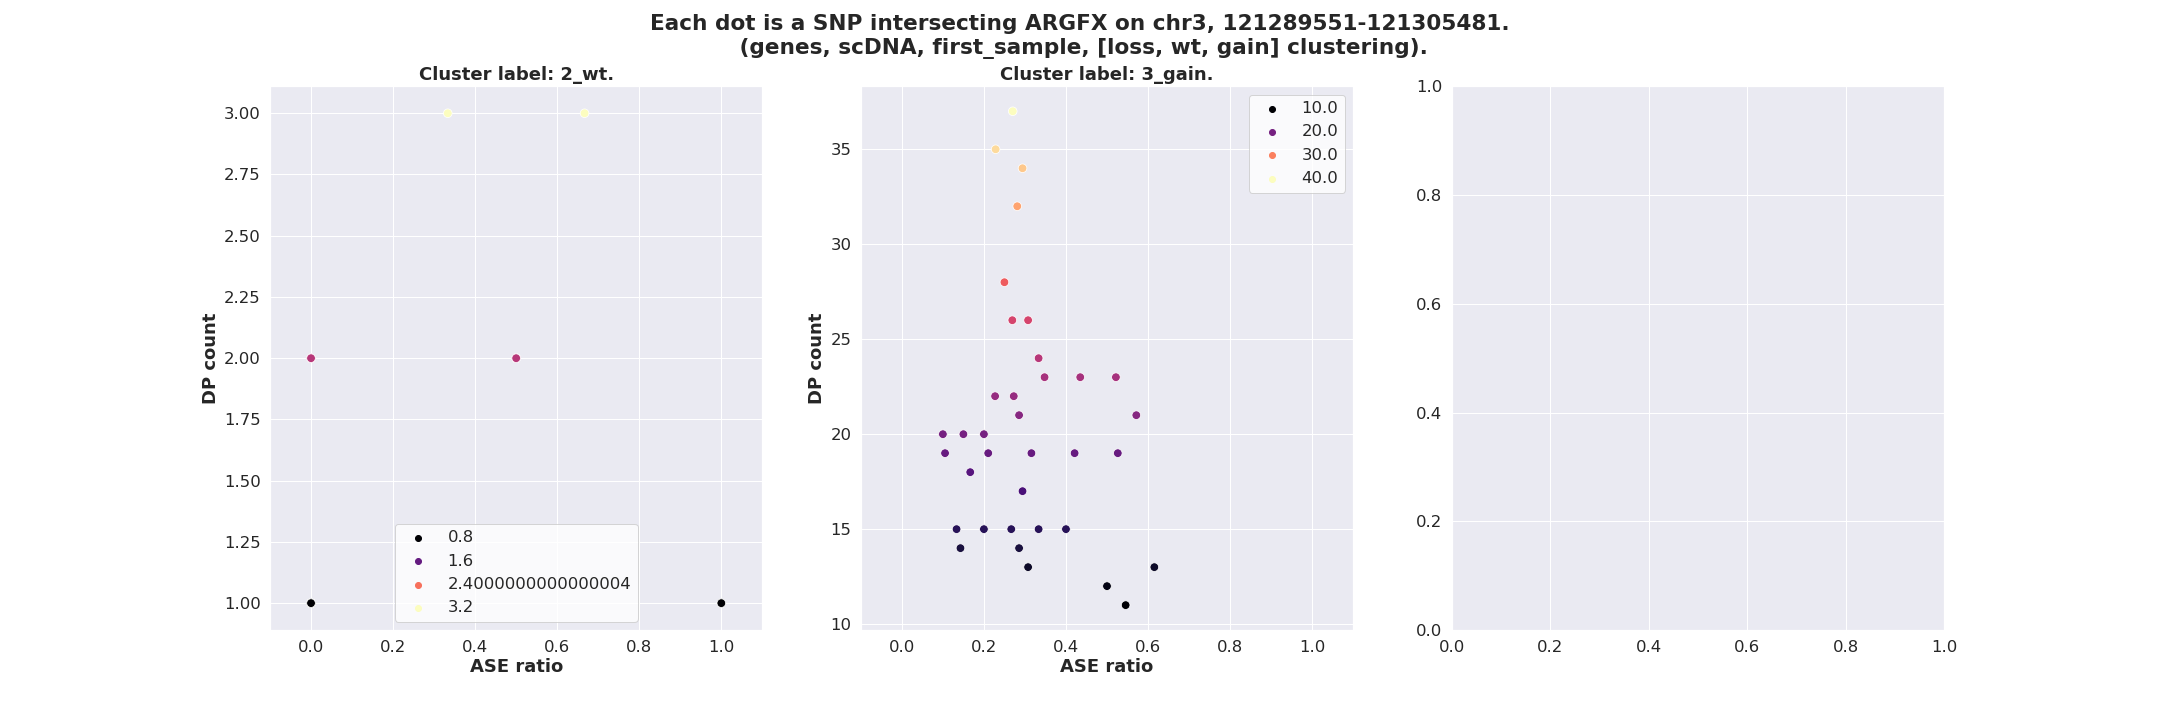 Each dot is a SNP intersecting ARGFX on chr3, 121289551-121305481.
(genes, scDNA, first_sample, [loss, wt, gain] clustering).
Cluster label: 2_wt.
3.00
2.75
2.50
2.25
2.00
1.75
1.50
1.25
1.00
DP count
0.8
1.6
2.4000000000000004
3.2
0.0 0.2 0.4 0.6 0.8 1.0
ASE ratio
Cluster label: 3_gain.
35
30
25
20
15
10
DP count
10.0
20.0
30.0
40.0
0.0 0.2 0.4 0.6 0.8 1.0
ASE ratio
1.0
0.8
0.6
0.4
0.2
0.0
0.0 0.2 0.4 0.6 0.8 1.0